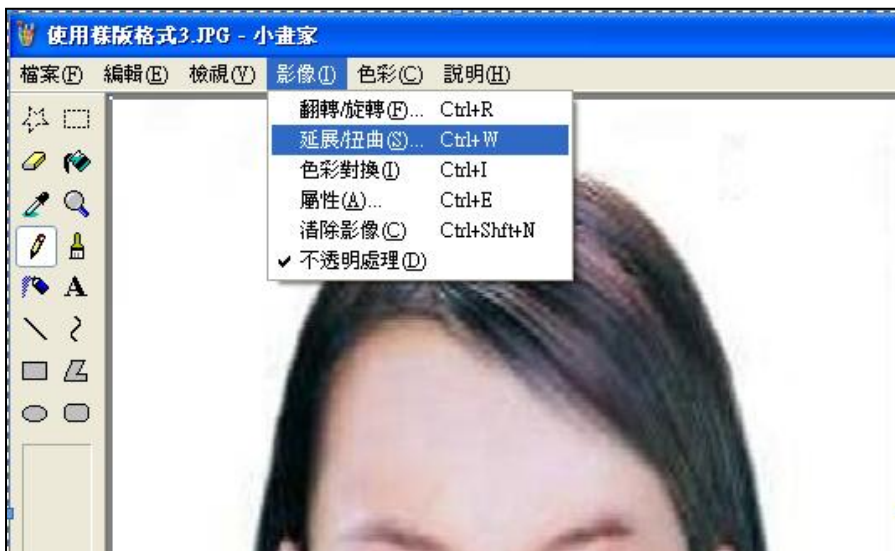 使用樣版格式3.JPG - 小畫家
檔案(F) 編輯(E) 檢視(V) 影像(I) 色彩(C) 說明(H)
翻轉/旋轉(F)... Ctrl+R
延展/扭曲(S)... Ctrl+W
色彩對換(I) Ctrl+I
屬性(A)... Ctrl+E
清除影像(C) Ctrl+Shft+N
✓ 不透明處理(D)
A